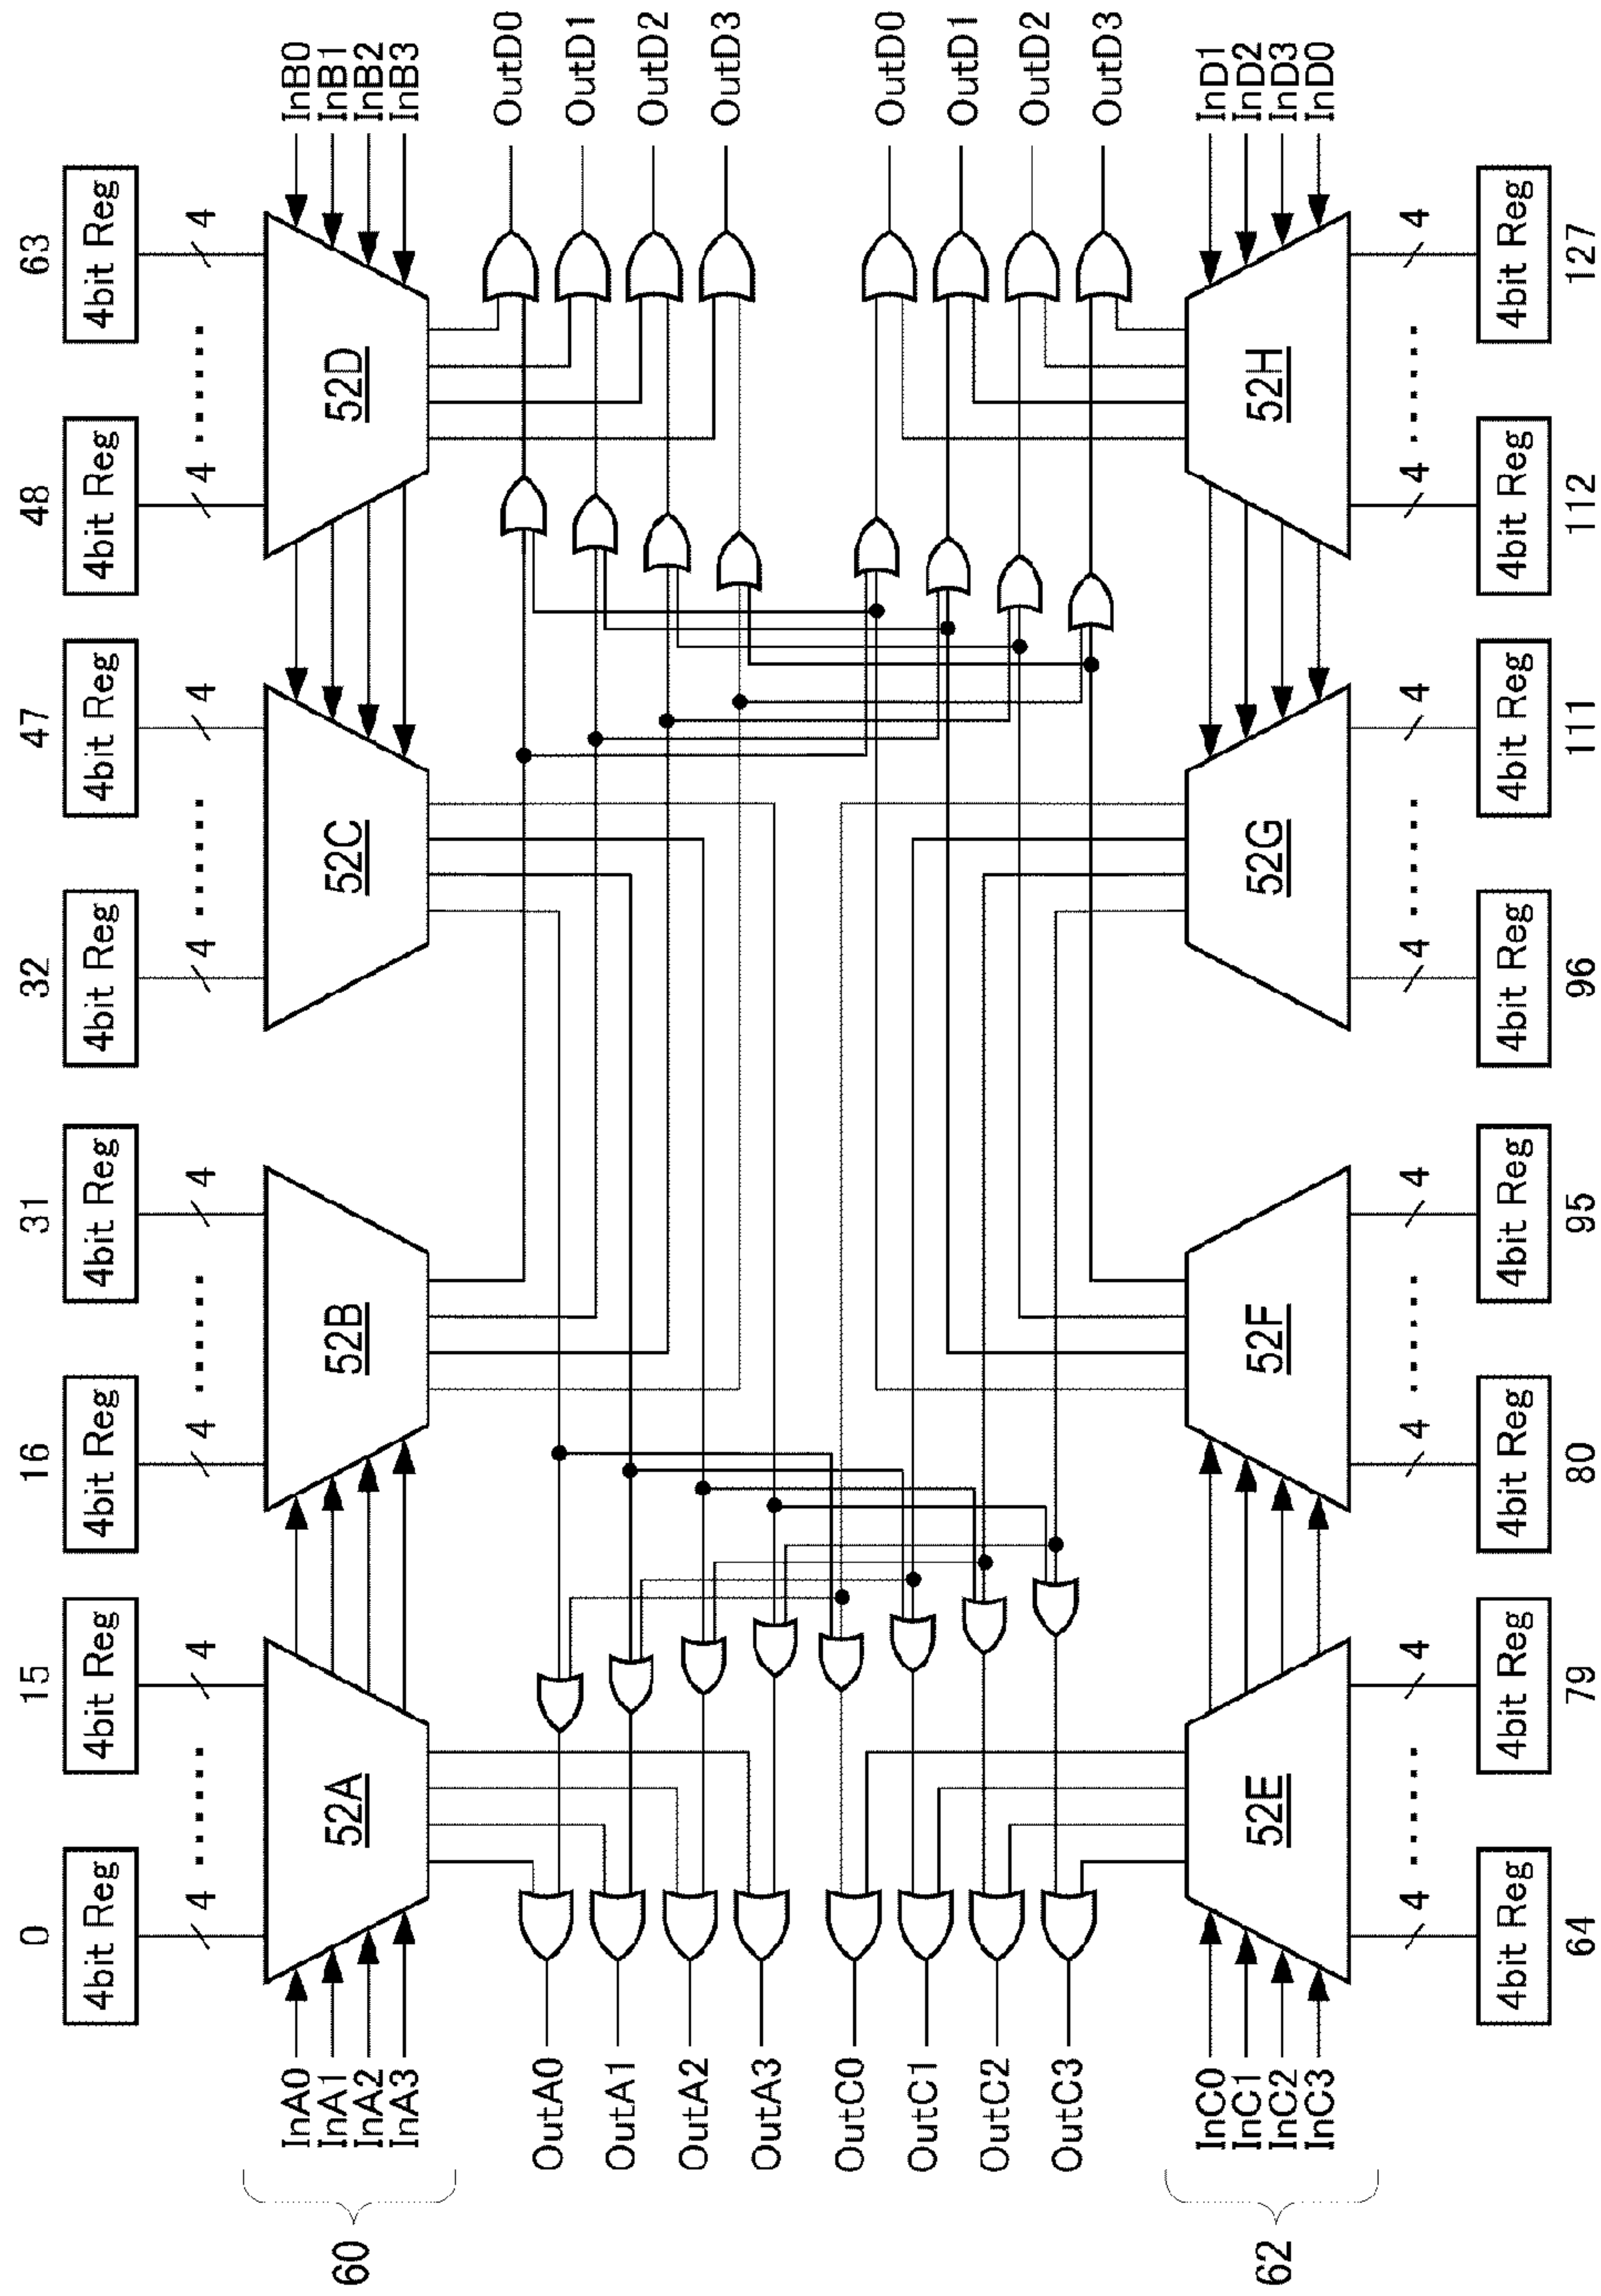 0 15 16 31 32 47 48 63
4bit Reg 4bit Reg 4bit Reg 4bit Reg 4bit Reg 4bit Reg 4bit Reg 4bit Reg
4 4 4 4 4 4 4 4
60
InA0
InA1
InA2
InA3
52A 52B 52C 52D
InB0
InB1
InB2
InB3
OutA0
OutA1
OutA2
OutA3
OutD0
OutD1
OutD2
OutD3
OutC0
OutC1
OutC2
OutC3
OutD0
OutD1
OutD2
OutD3
62
InC0
InC1
InC2
InC3
52E 52F 52G 52H
InD1
InD2
InD3
InD0
4 4 4 4 4 4 4 4
4bit Reg 4bit Reg 4bit Reg 4bit Reg 4bit Reg 4bit Reg 4bit Reg 4bit Reg
64 79 80 95 96 111 112 127